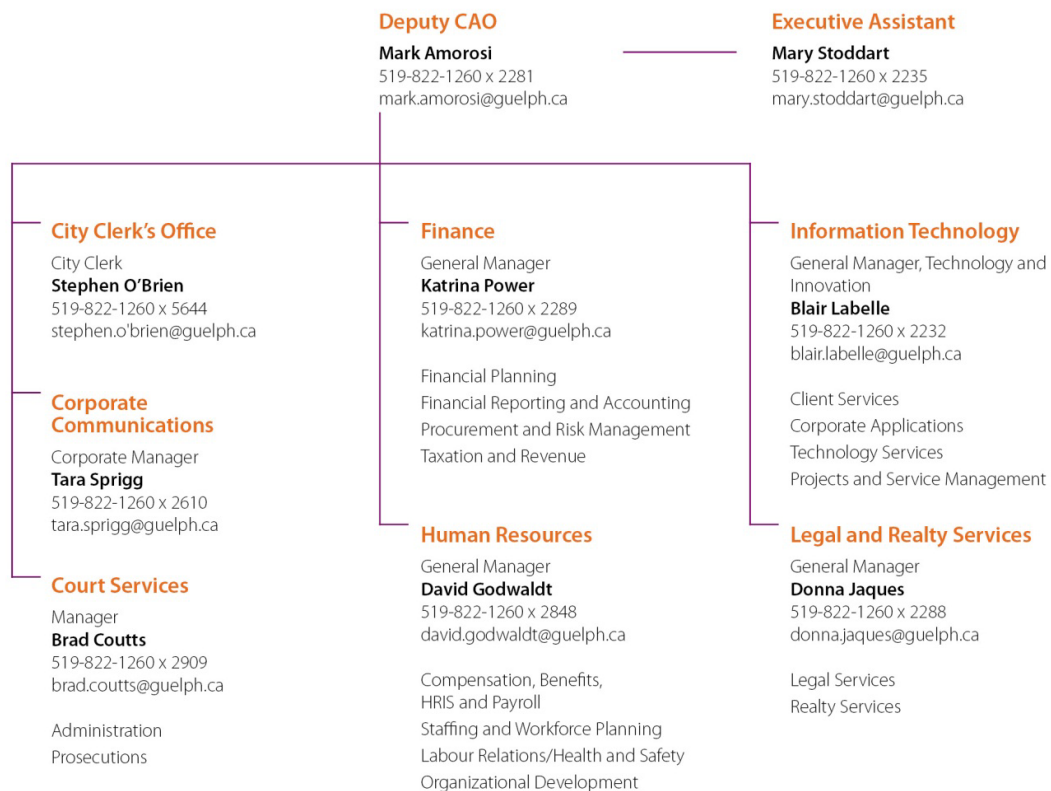 Deputy CAO
Mark Amorosi
519-822-1260 x 2281
mark.amorosi@guelph.ca
Executive Assistant
Mary Stoddart
519-822-1260 x 2235
mary.stoddart@guelph.ca
City Clerk’s Office
City Clerk
Stephen O’Brien
519-822-1260 x 5644
stephen.o'brien@guelph.ca
Corporate
Communications
Corporate Manager
Tara Sprigg
519-822-1260 x 2610
tara.sprigg@guelph.ca
Court Services
Manager
Brad Coutts
519-822-1260 x 2909
brad.coutts@guelph.ca
Administration
Prosecutions
Finance
General Manager
Katrina Power
519-822-1260 x 2289
katrina.power@guelph.ca
Financial Planning
Financial Reporting and Accounting
Procurement and Risk Management
Taxation and Revenue
Human Resources
General Manager
David Godwaldt
519-822-1260 x 2848
david.godwaldt@guelph.ca
Compensation, Benefits,
HRIS and Payroll
Staffing and Workforce Planning
Labour Relations/Health and Safety
Organizational Development
Information Technology
General Manager, Technology and
Innovation
Blair Labelle
519-822-1260 x 2232
blair.labelle@guelph.ca
Client Services
Corporate Applications
Technology Services
Projects and Service Management
Legal and Realty Services
General Manager
Donna Jaques
519-822-1260 x 2288
donna.jaques@guelph.ca
Legal Services
Realty Services